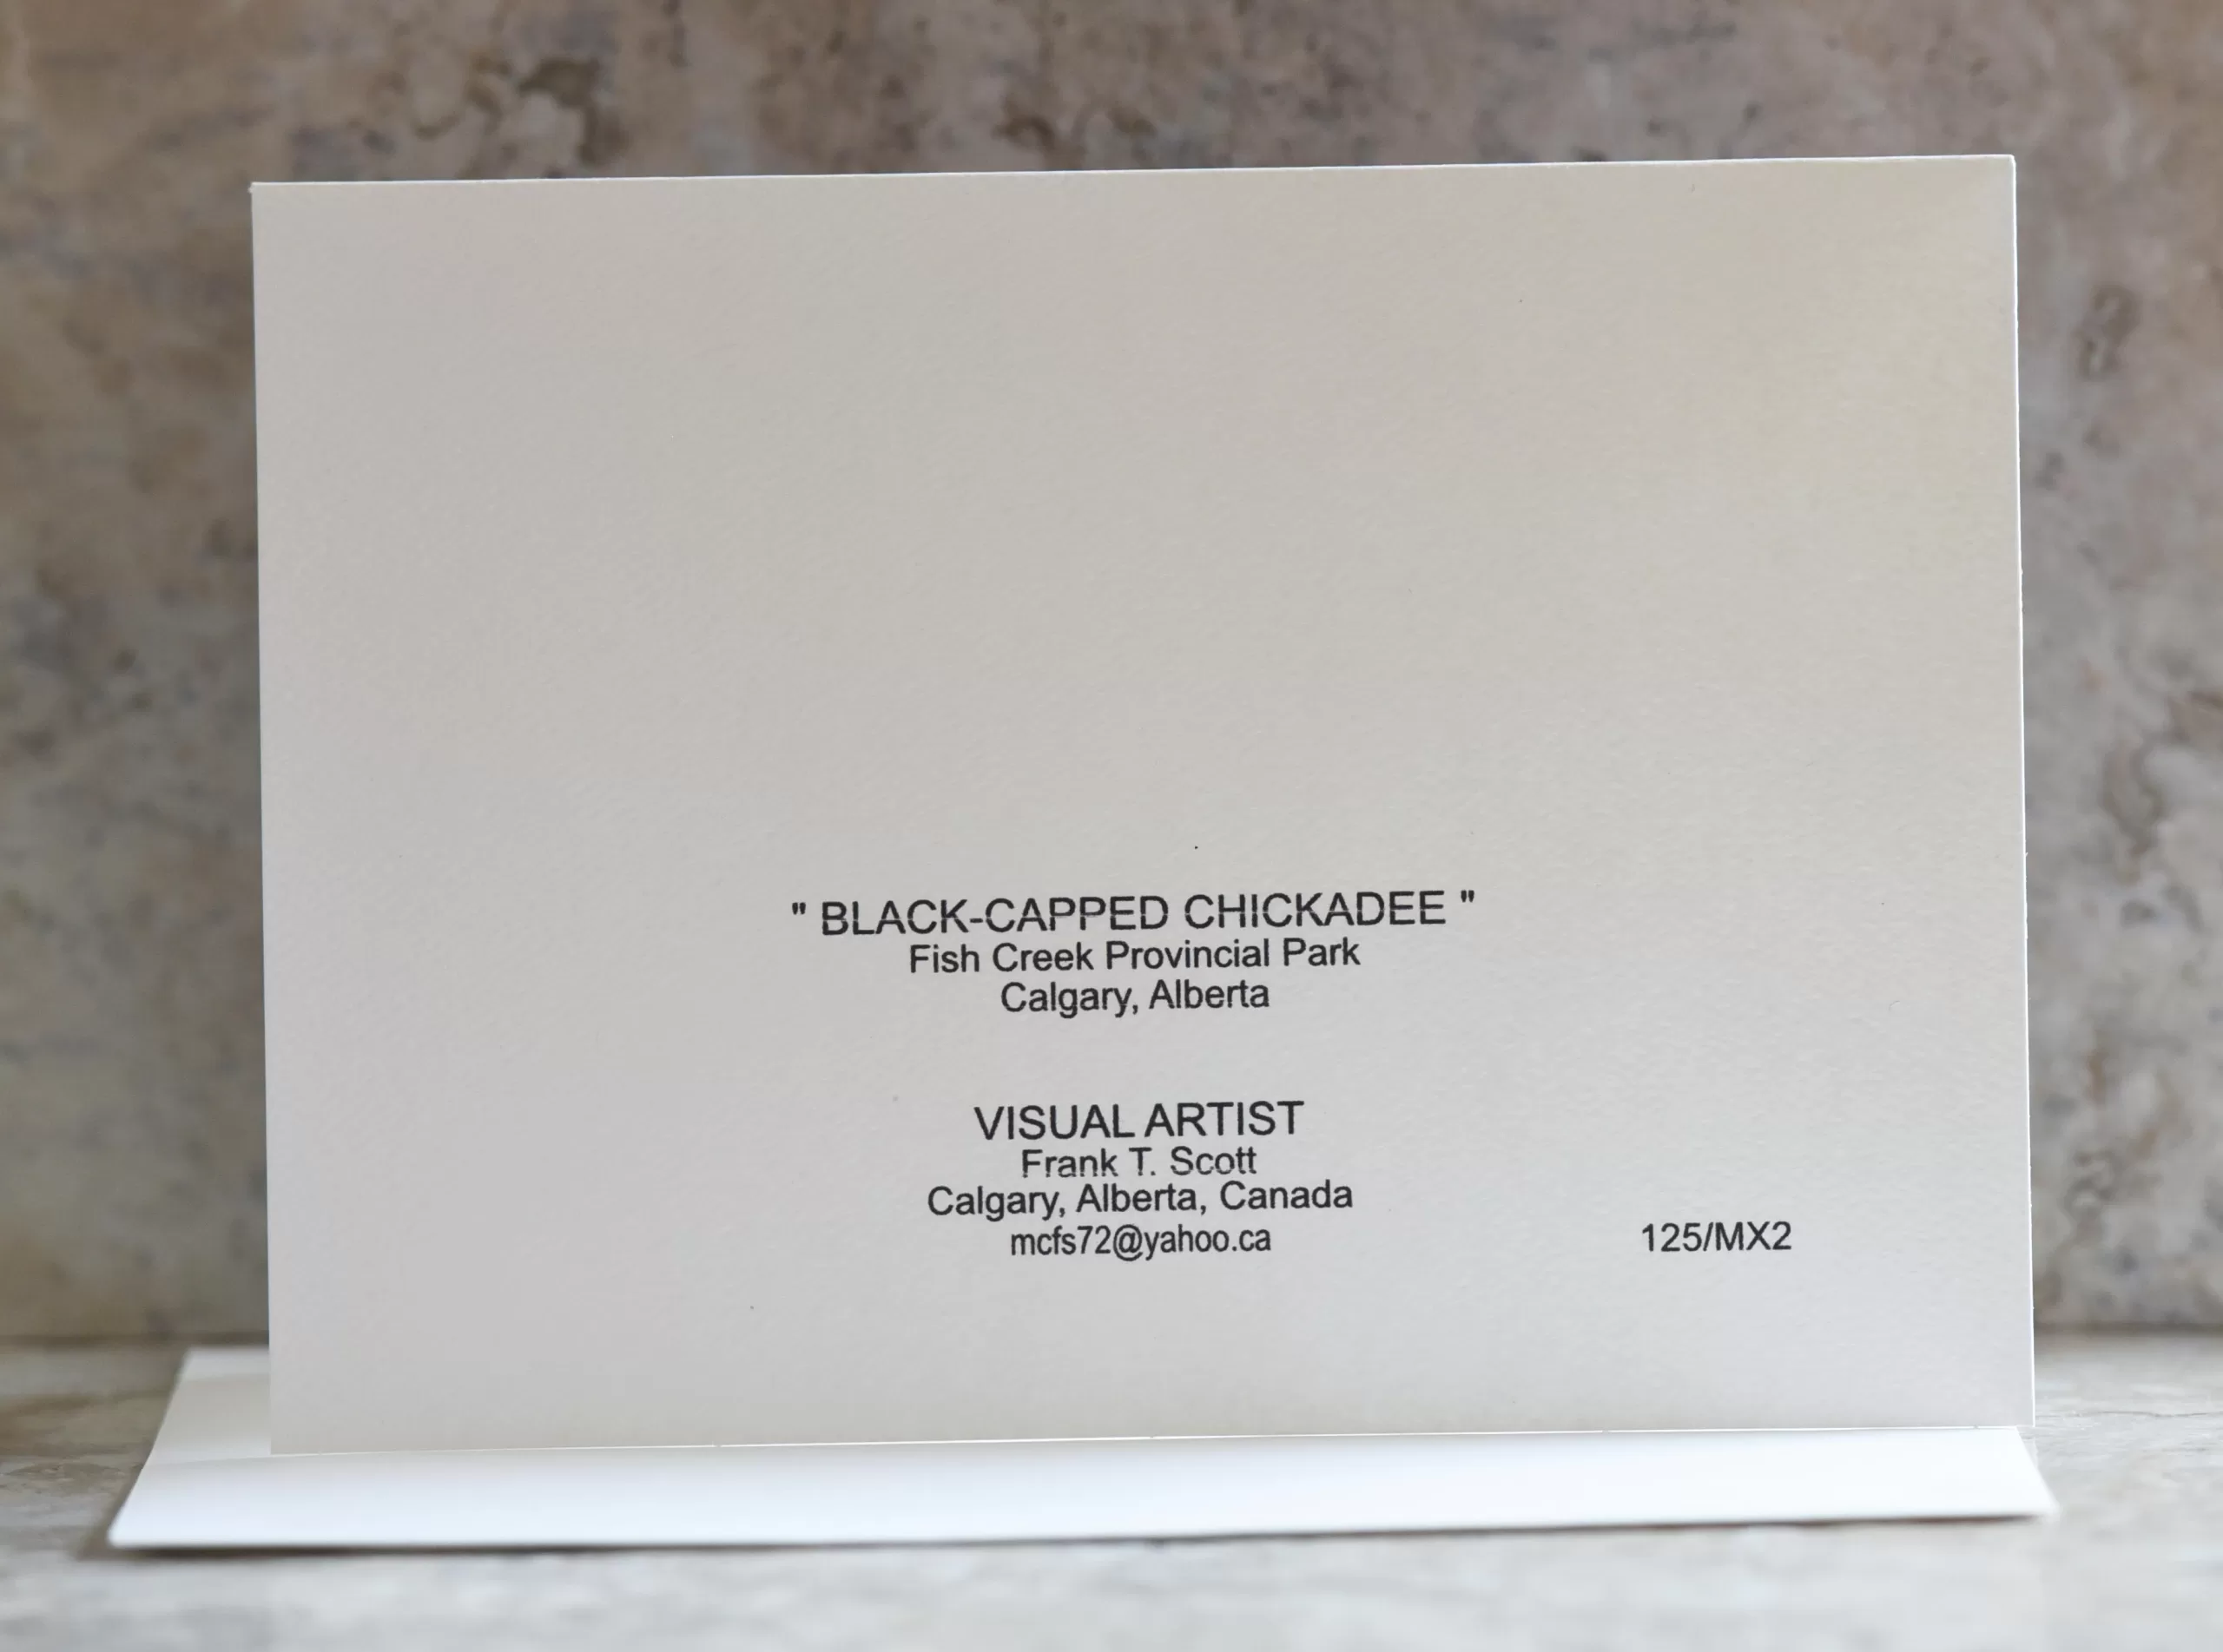 " BLACK-CAPPED CHICKADEE "
Fish Creek Provincial Park
Calgary, Alberta
VISUAL ARTIST
Frank T. Scott
Calgary, Alberta, Canada
mcfs72@yahoo.ca
125/MX2